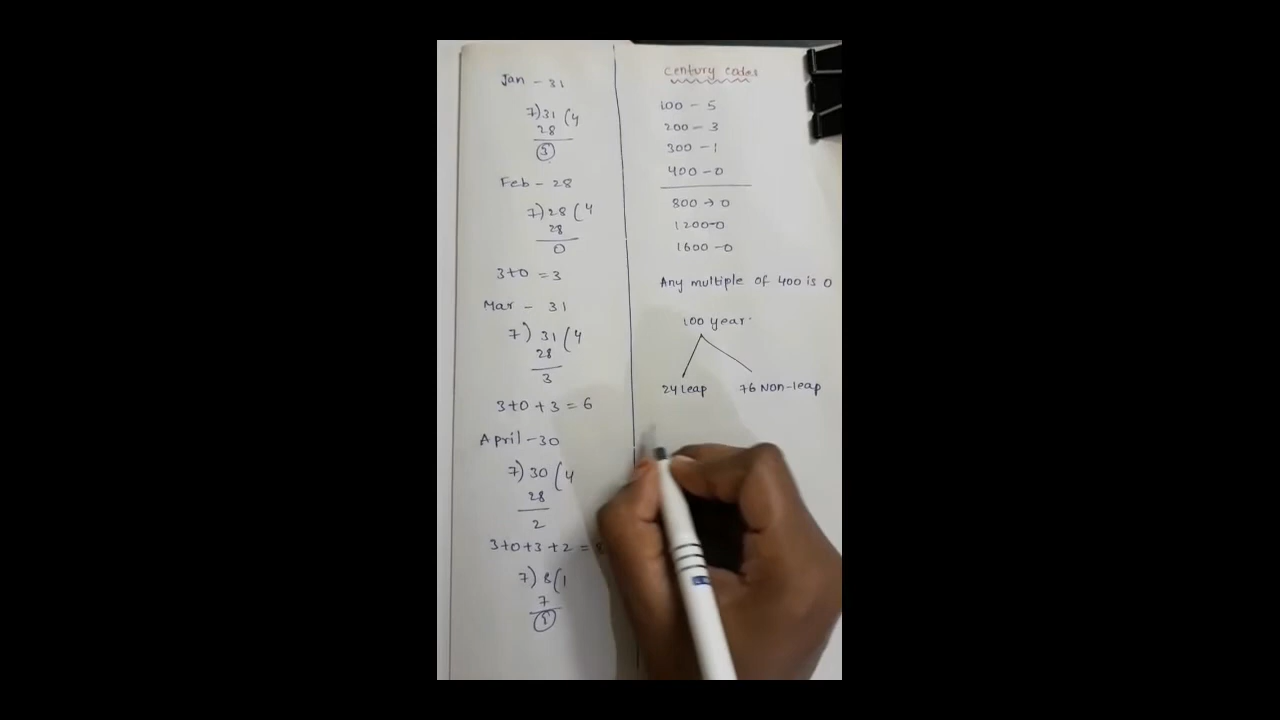 Jan - 31
7)31(4
28
3
Feb - 28
7)28(4
28
0
3+0 = 3
Mar - 31
7)31(4
28
3
3+0+3 = 6
April - 30
7)30(4
28
2
3+0+3+2 = 8
7)8(1
7
1
Century codes
100 - 5
200 - 3
300 - 1
400 - 0
800 → 0
1200-0
1600 - 0
Any multiple of 400 is 0
100 year
24 Leap 76 Non-leap